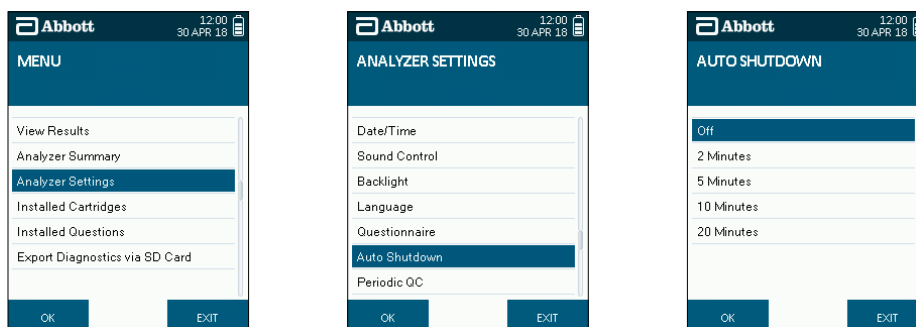 Abbott
12:00
30 APR 18
MENU
View Results
Analyzer Summary
Analyzer Settings
Installed Cartridges
Installed Questions
Export Diagnostics via SD Card
OK
EXIT
Abbott
12:00
30 APR 18
ANALYZER SETTINGS
Date/Time
Sound Control
Backlight
Language
Questionnaire
Auto Shutdown
Periodic QC
OK
EXIT
Abbott
12:00
30 APR 18
AUTO SHUTDOWN
Off
2 Minutes
5 Minutes
10 Minutes
20 Minutes
OK
EXIT